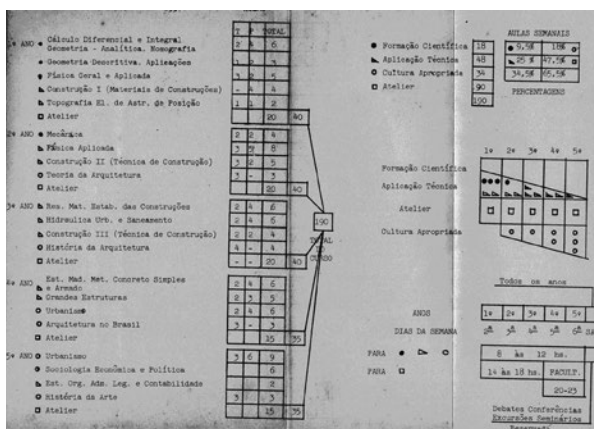 T P TOTAL
1º ANO Cálculo Diferencial e Integral 2 4 6
Geometria - Analítica. Nomografia
Geometria Descritiva. Aplicações 1 2 3
Física Geral e Aplicada 3 2 5
Construção I (Materiais de Construções) - 4 4
Topografia El. de Astr. de Posição 1 1 2
Atelier 20 40
2º ANO Mecânica 2 2 4
Física Aplicada 3 5 8
Construção II (Técnica de Construção) 3 2 5
Teoria da Arquitetura 3 - 3
Atelier 20 40
3º ANO Res. Mat. Estab. das Construções 2 4 6
Hidraulica Urb. e Saneamento 2 4 6
Construção III (Técnica de Construção) 2 2 4
História da Arquitetura 4 - 4
Atelier - - 20 40
4º ANO Est. Mad. Met. Concreto Simples 2 4 6
e Armado
Grandes Estruturas 2 3 5
Urbanismo 2 4 6
Arquitetura no Brasil 3 - 3
Atelier 15 35
5º ANO Urbanismo 3 6 9
Sociologia Econômica e Política 6
Est. Org. Adm. Leg. e Contabilidade 2
História da Arte 3 3
Atelier 15 35
190
TOTAL
DO
CURSO
AULAS SEMANAIS
Formação Científica 18
Aplicação Técnica 48
Cultura Apropriada 34
Atelier 90
190
9,5% 18%
25 % 47,5%
34,5% 65,5%
PERCENTAGENS
1º 2º 3º 4º 5º
Formação Científica
Aplicação Técnica
Atelier
Cultura Apropriada
Todos os anos
ANOS 1º 2º 3º 4º 5º
DIAS DA SEMANA 2ª 3ª 4ª 5ª 6ª
PARA 8 às 12 hs.
PARA 14 às 18 hs. FACULT.
20-23
Debates Conferências
Excursões Seminários